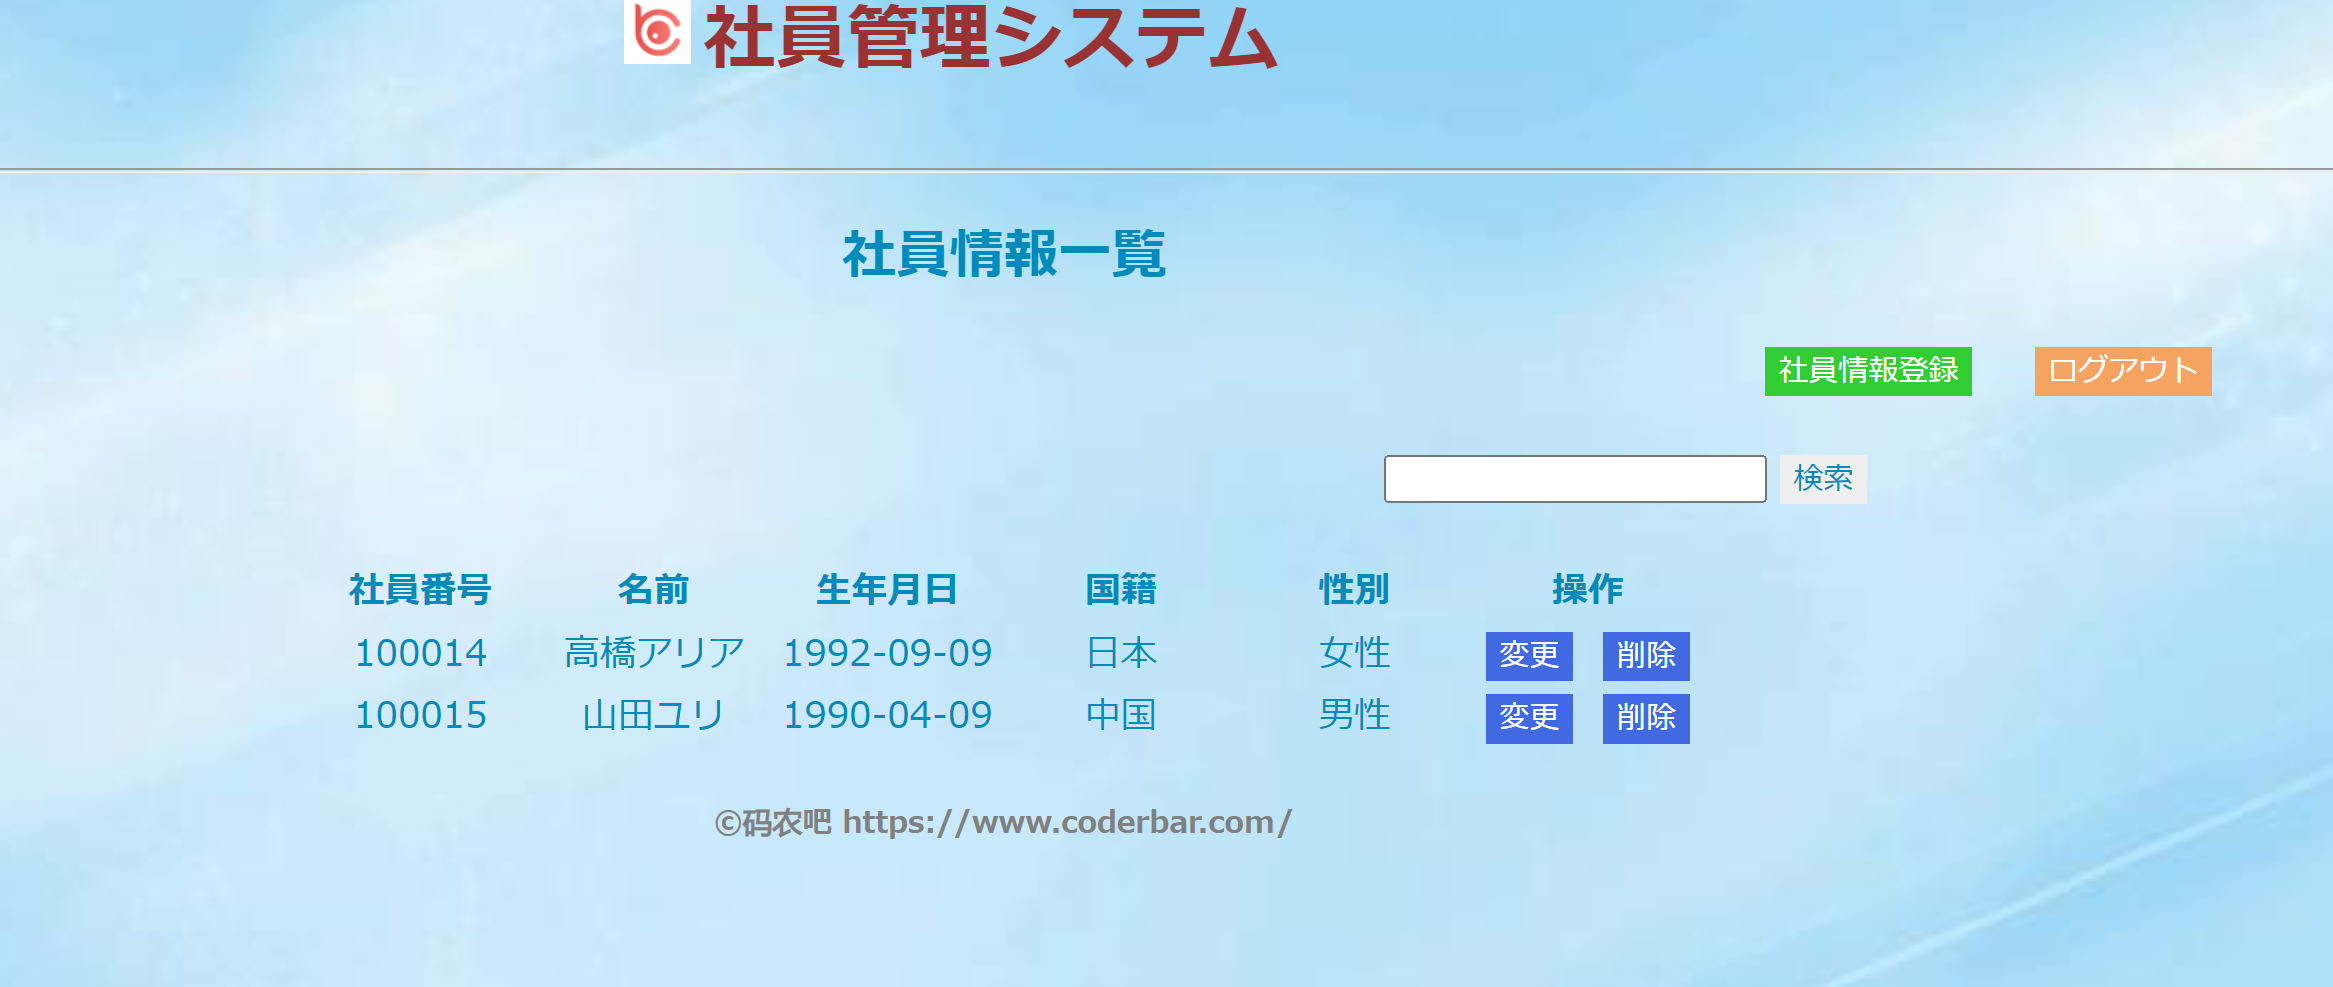 社員管理システム
社員情報一覧
社員情報登録 ログアウト
検索
社員番号 名前 生年月日 国籍 性別 操作
100014 高橋アリア 1992-09-09 日本 女性 変更 削除
100015 山田ユリ 1990-04-09 中国 男性 変更 削除
©码农吧 https://www.coderbar.com/